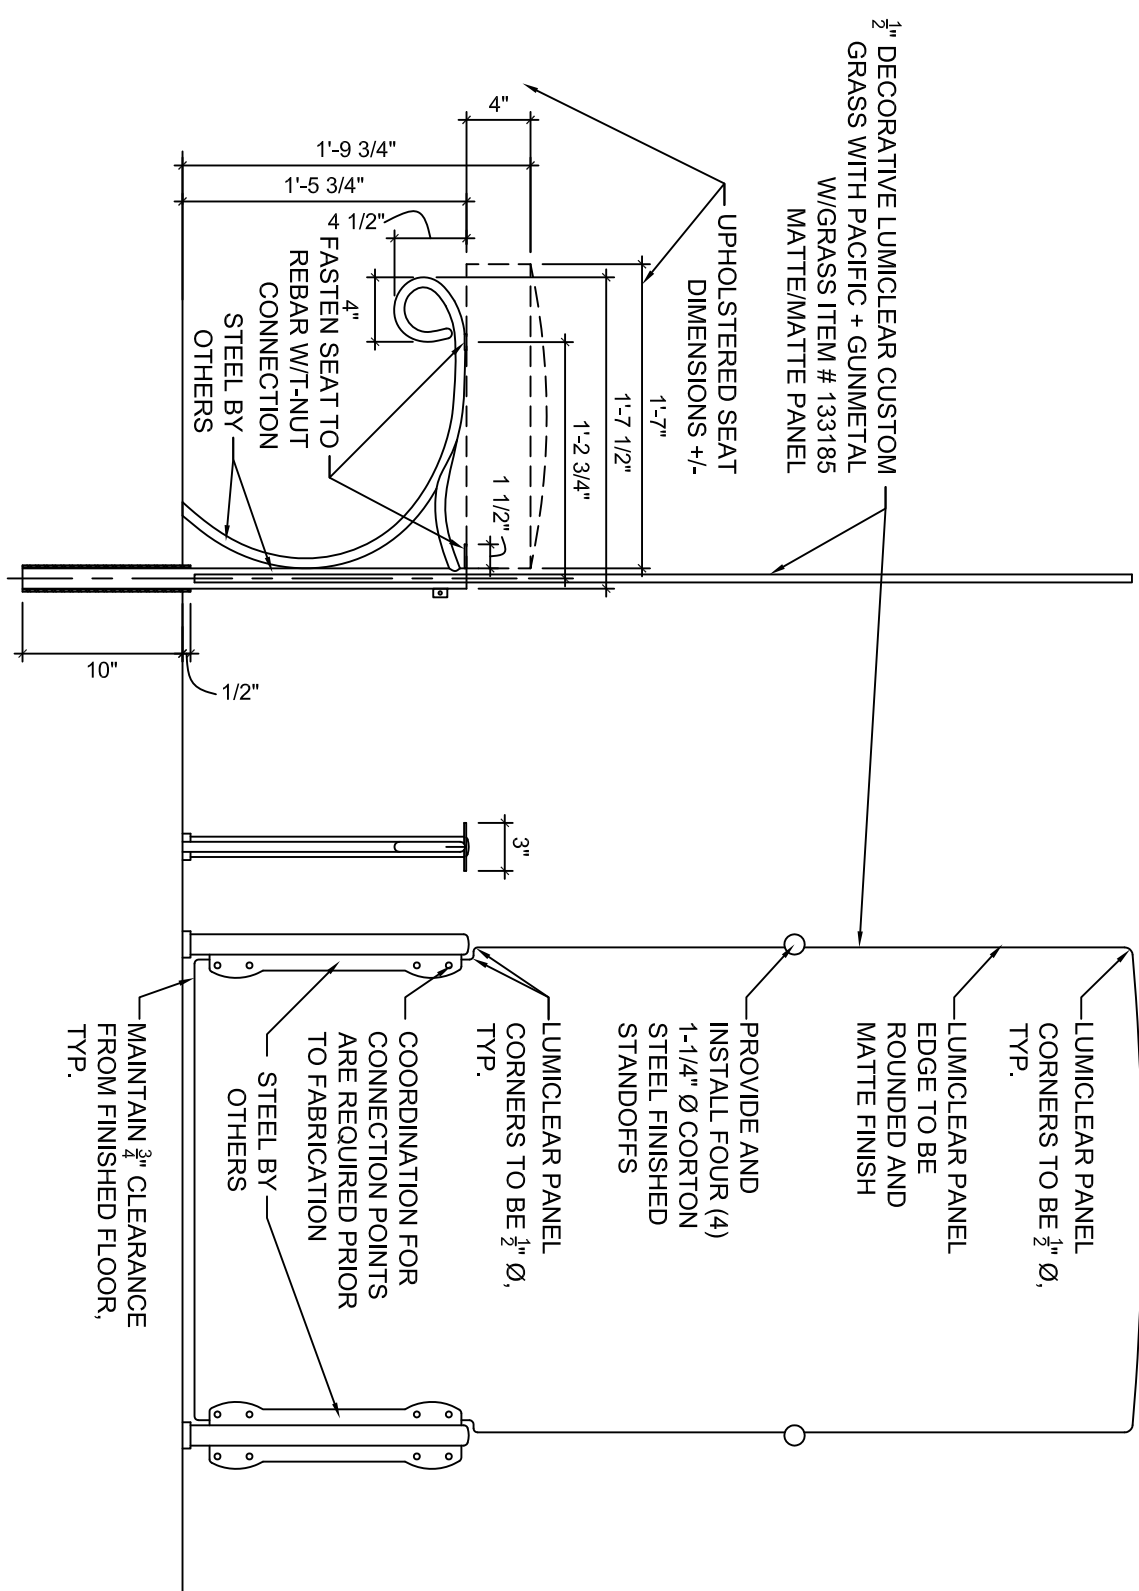 ½" DECORATIVE LUMICLEAR CUSTOM
GRASS WITH PACIFIC + GUNMETAL
W/GRASS ITEM # 133185
MATTE/MATTE PANEL
UPHOLSTERED SEAT
DIMENSIONS +/-
1'-7"
1'-7 1/2"
1'-2 3/4"
1 1/2"
4"
1'-9 3/4"
1'-5 3/4"
4 1/2"
4"
FASTEN SEAT TO
REBAR W/T-NUT
CONNECTION
STEEL BY
OTHERS
10"
1/2"
3"
LUMICLEAR PANEL
CORNERS TO BE ½" Ø,
TYP.
LUMICLEAR PANEL
EDGE TO BE
ROUNDED AND
MATTE FINISH
PROVIDE AND
INSTALL FOUR (4)
1-1/4" Ø CORTON
STEEL FINISHED
STANDOFFS
LUMICLEAR PANEL
CORNERS TO BE ½" Ø,
TYP.
COORDINATION FOR
CONNECTION POINTS
ARE REQUIRED PRIOR
TO FABRICATION
STEEL BY
OTHERS
MAINTAIN ¾" CLEARANCE
FROM FINISHED FLOOR,
TYP.